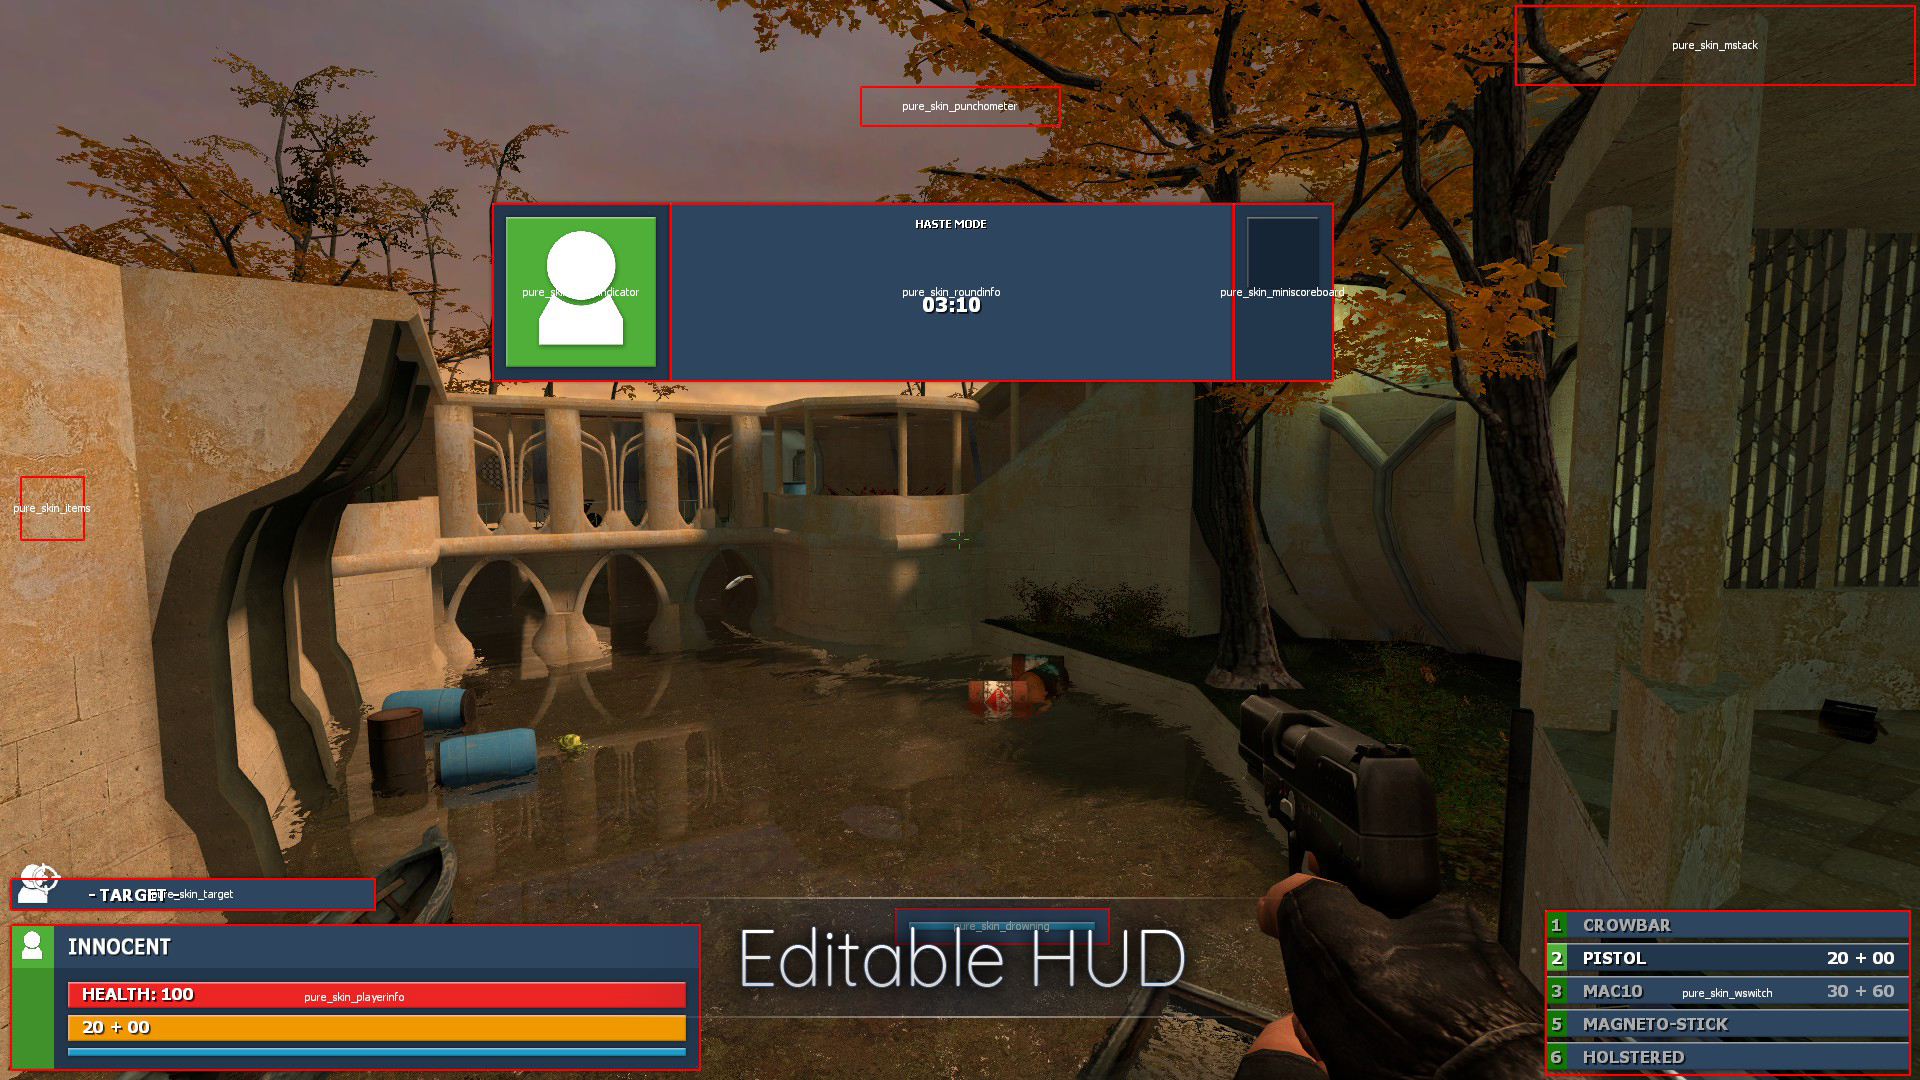 pure_skin_mstack
pure_skin_punchometer
HASTE MODE
pure_skin_roundinfo
03:10
pure_skin_miniscoreboard
pure_skin_items
- TARGET -
pure_skin_target
INNOCENT
HEALTH: 100
pure_skin_playerinfo
20 + 00
pure_skin_drowning
Editable HUD
1 CROWBAR
2 PISTOL 20 + 00
3 MAC10 pure_skin_wswitch 30 + 60
5 MAGNETO-STICK
6 HOLSTERED